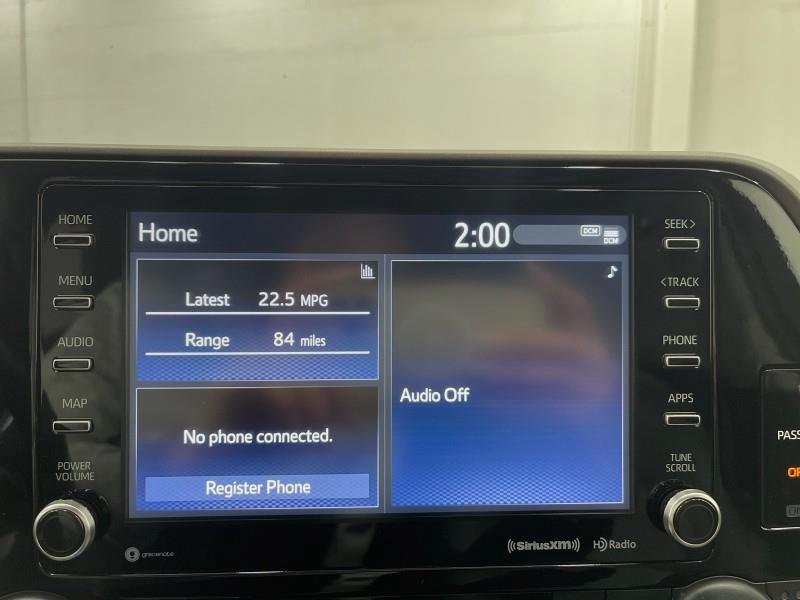 HOME
MENU
AUDIO
MAP
POWER
VOLUME
Home
2:00
DCM
DCM
Latest 22.5 MPG
Range 84 miles
No phone connected.
Register Phone
Audio Off
SEEK>
<TRACK
PHONE
APPS
TUNE
SCROLL
gracenote
((SiriusXM))
HD Radio
PASS